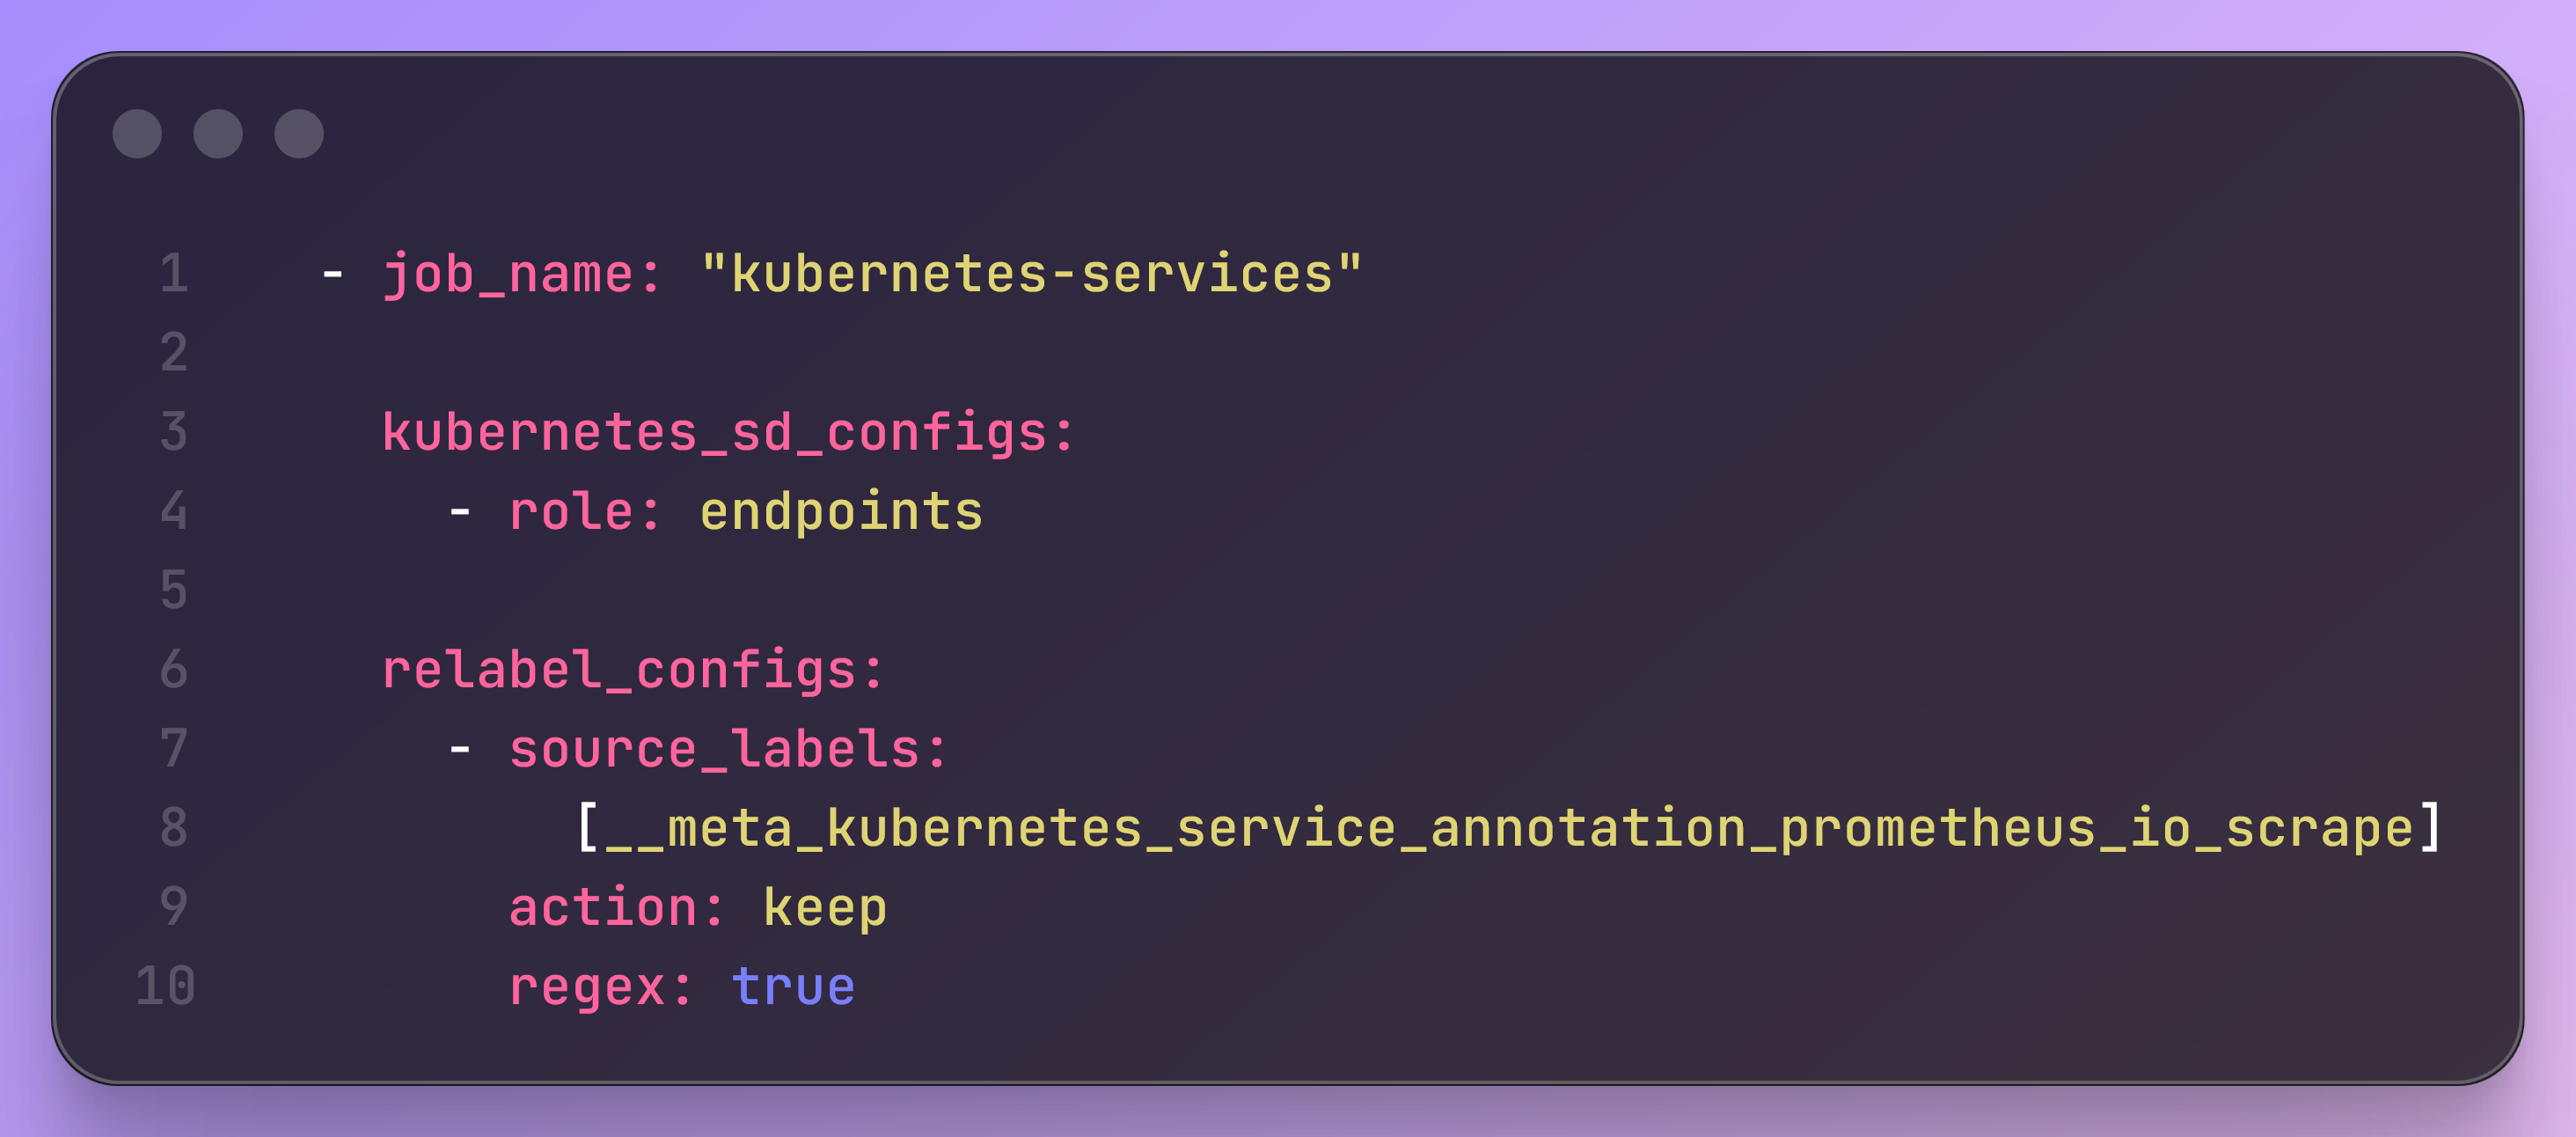 1 - job_name: "kubernetes-services"
2
3 kubernetes_sd_configs:
4 - role: endpoints
5
6 relabel_configs:
7 - source_labels:
8 [__meta_kubernetes_service_annotation_prometheus_io_scrape]
9 action: keep
10 regex: true